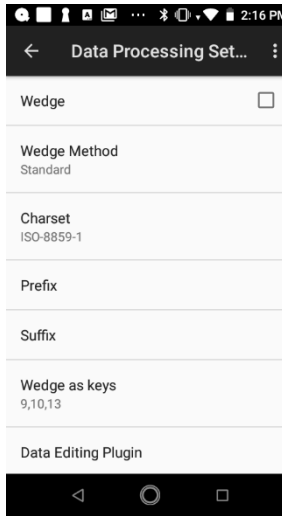 2:16 PM
Data Processing Set...
Wedge
Wedge Method
Standard
Charset
ISO-8859-1
Prefix
Suffix
Wedge as keys
9,10,13
Data Editing Plugin